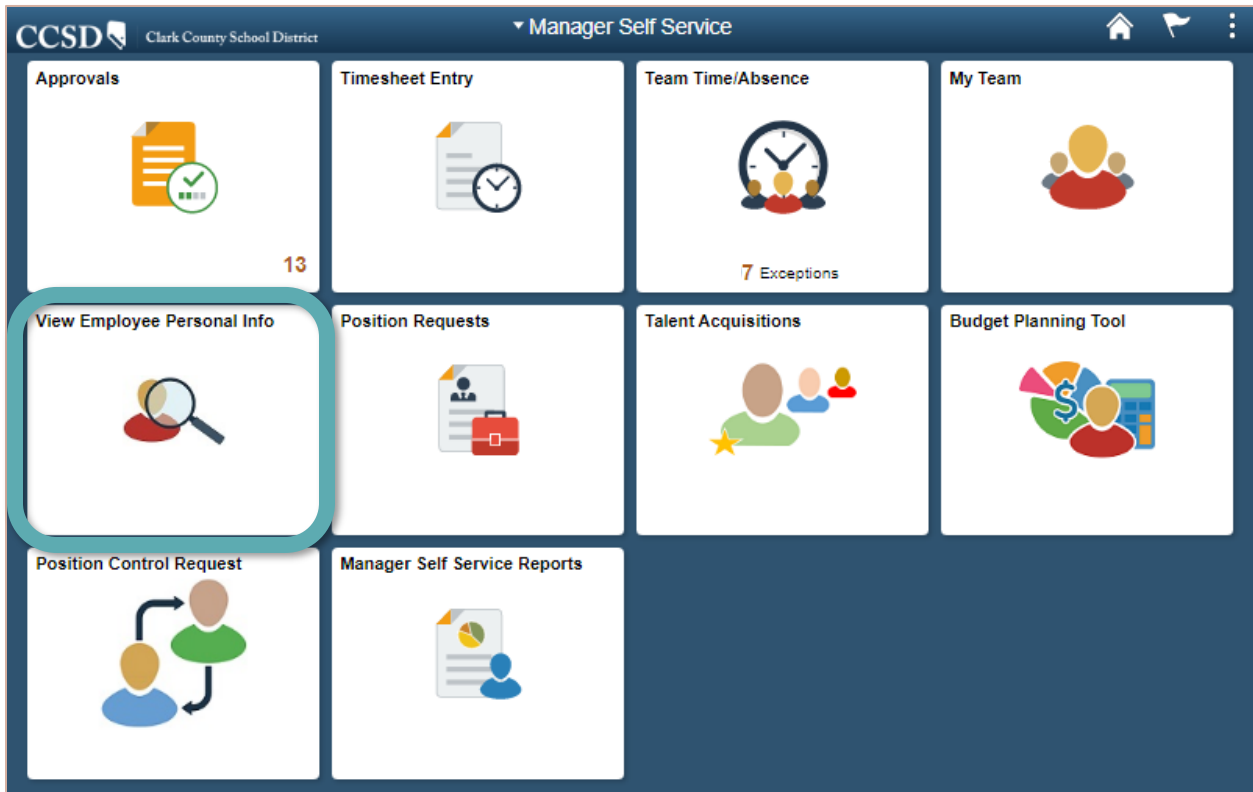 CCSD Clark County School District
Manager Self Service
Approvals
13
Timesheet Entry
Team Time/Absence
7 Exceptions
My Team
View Employee Personal Info
Position Requests
Talent Acquisitions
Budget Planning Tool
$
Position Control Request
Manager Self Service Reports